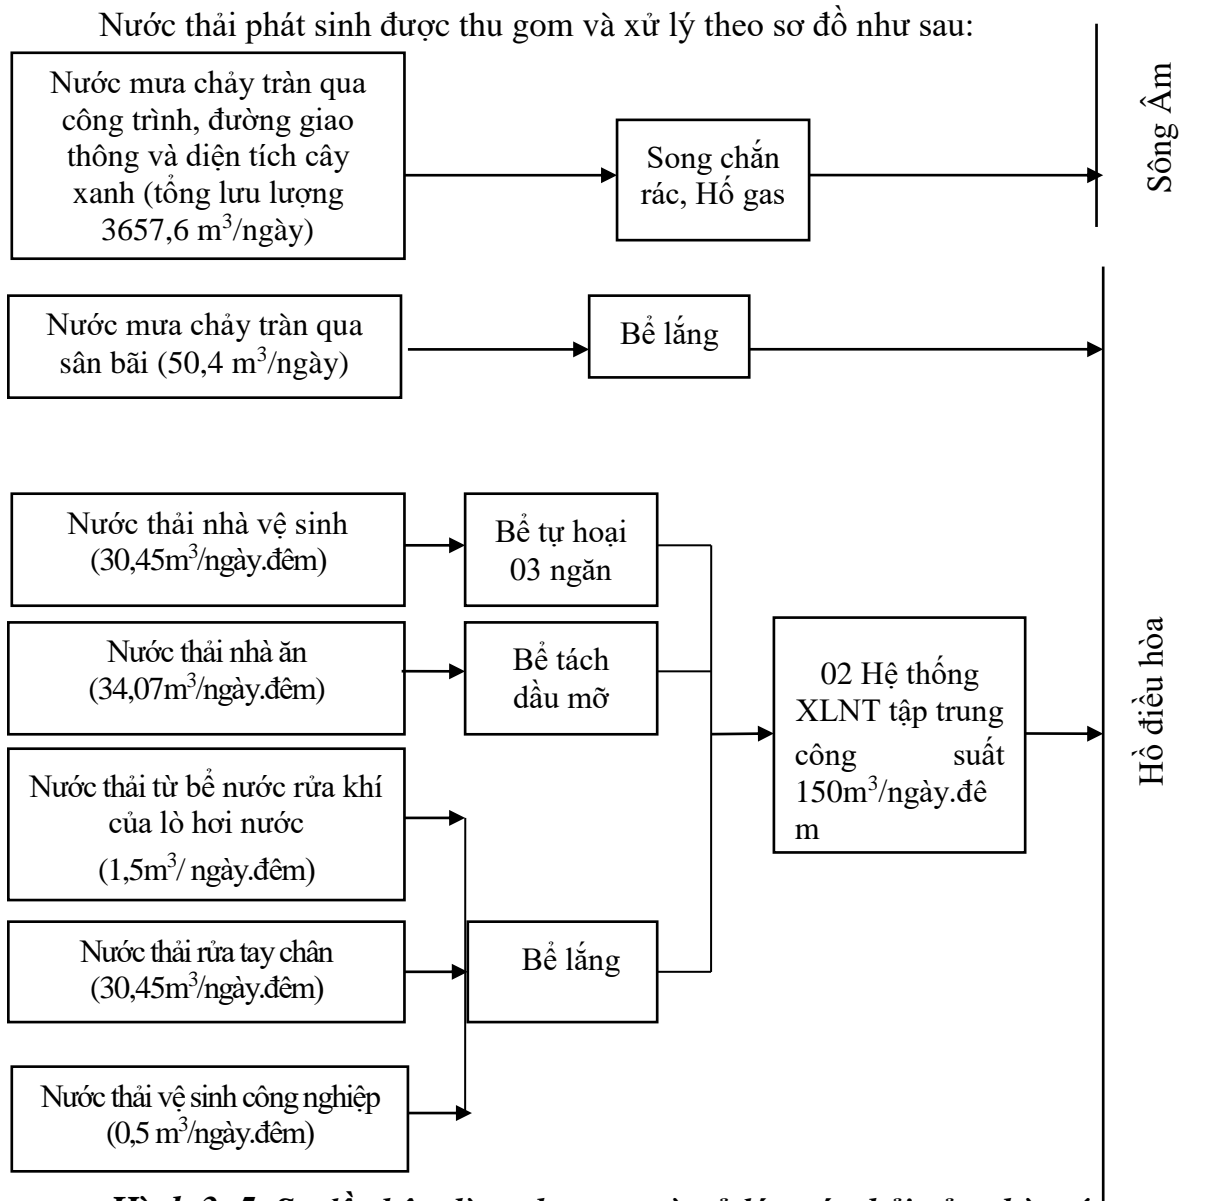 Nước thải phát sinh được thu gom và xử lý theo sơ đồ như sau:
Nước mưa chảy tràn qua
công trình, đường giao
thông và diện tích cây
xanh (tổng lưu lượng
3657,6 m³/ngày)
Song chắn
rác, Hố gas
Sông Âm
Nước mưa chảy tràn qua
sân bãi (50,4 m³/ngày)
Bể lắng
Nước thải nhà vệ sinh
(30,45m³/ngày.đêm)
Bể tự hoại
03 ngăn
Nước thải nhà ăn
(34,07m³/ngày.đêm)
Bể tách
dầu mỡ
02 Hệ thống
XLNT tập trung
công suất
150m³/ngày.đê
m
Hồ điều hòa
Nước thải từ bể nước rửa khí
của lò hơi nước
(1,5m³/ ngày.đêm)
Nước thải rửa tay chân
(30,45m³/ngày.đêm)
Bể lắng
Nước thải vệ sinh công nghiệp
(0,5 m³/ngày.đêm)